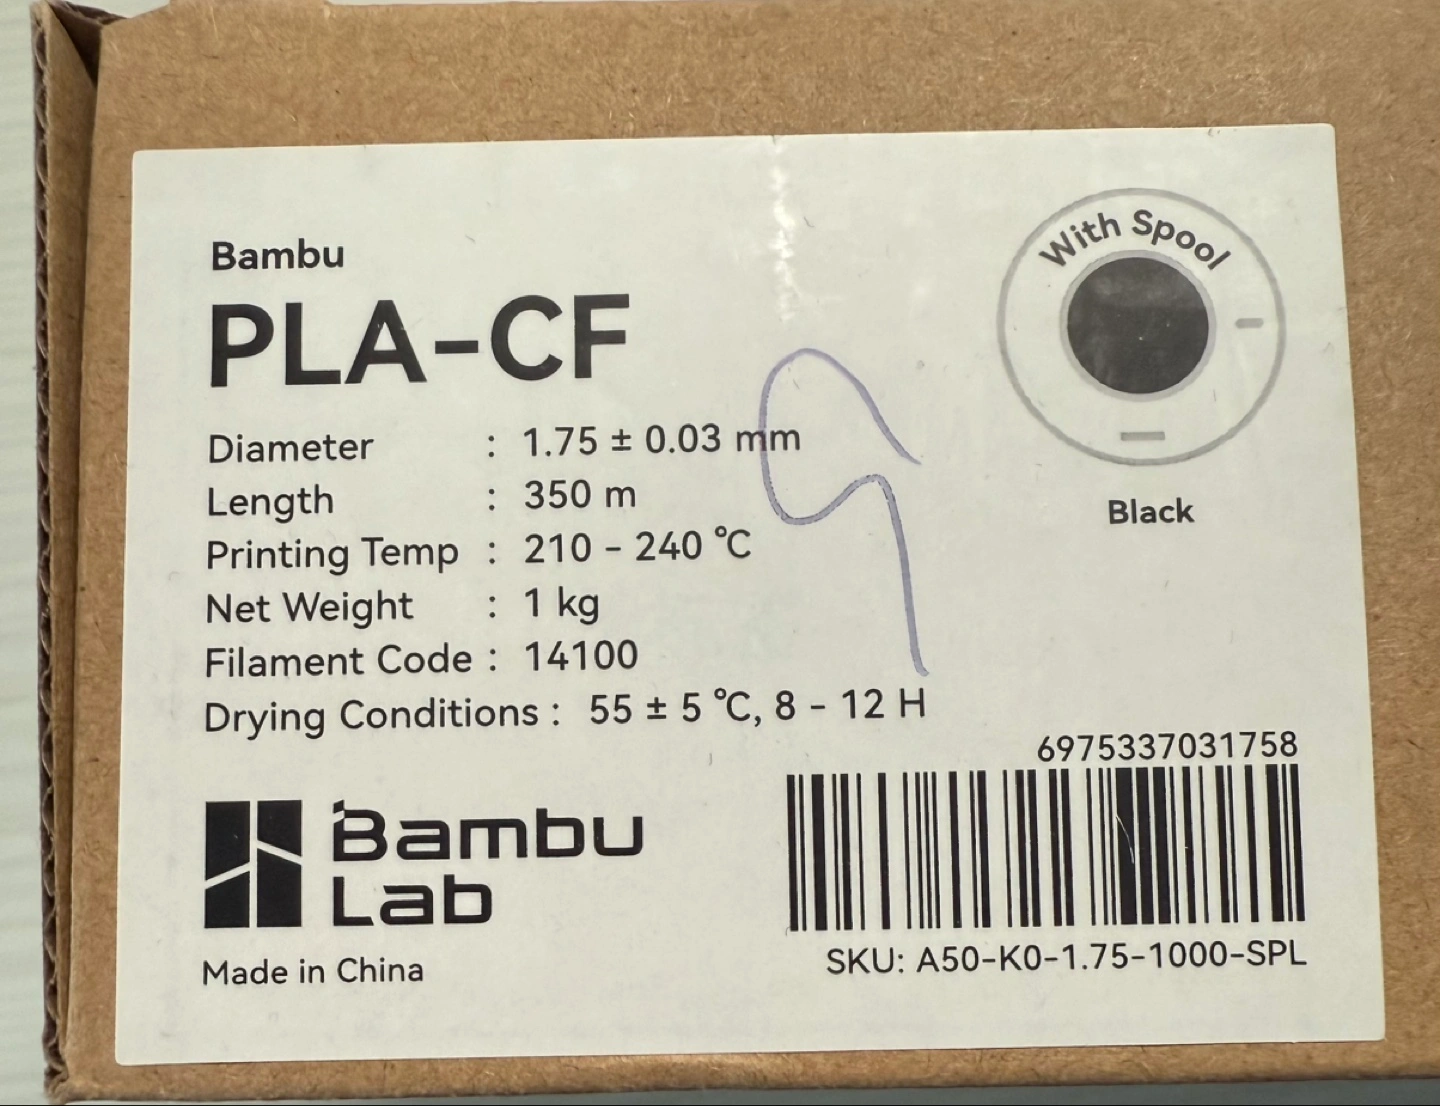 With Spool
Bambu
PLA-CF
Diameter : 1.75 ± 0.03 mm
Length : 350 m
Black
Printing Temp : 210 - 240 ℃
Net Weight : 1 kg
Filament Code : 14100
Drying Conditions : 55 ± 5 ℃, 8 - 12 H
6975337031758
Bambu
Lab
SKU: A50-K0-1.75-1000-SPL
Made in China